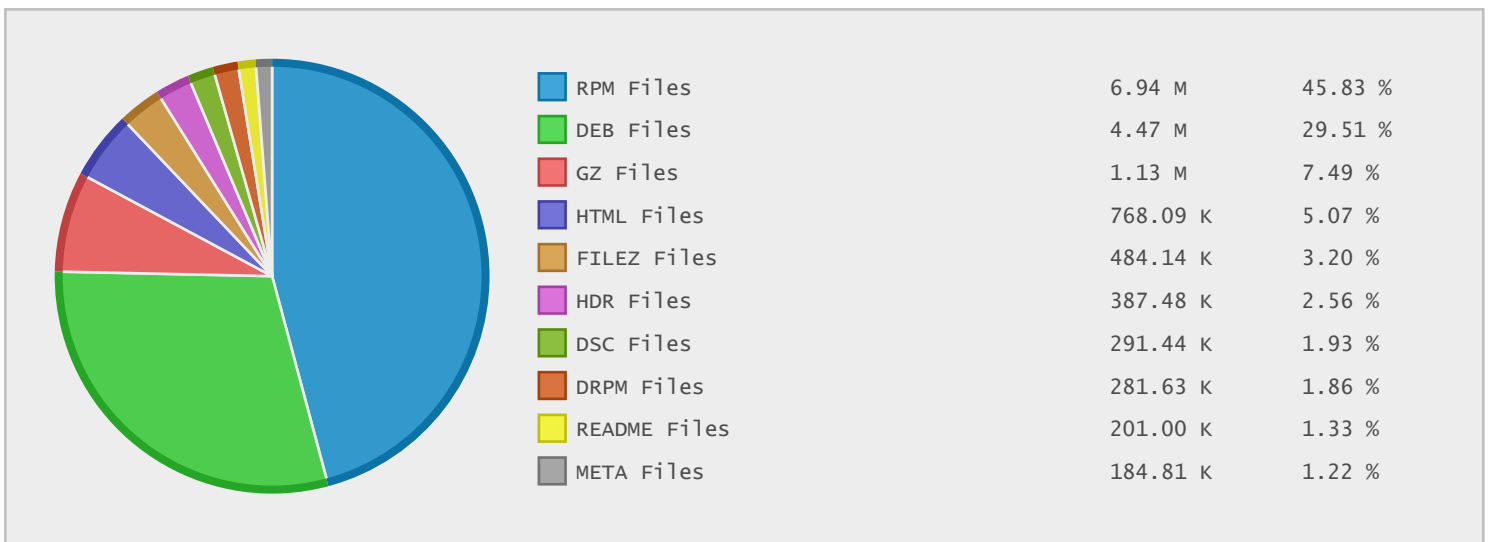 RPM Files 6.94 M 45.83 %
DEB Files 4.47 M 29.51 %
GZ Files 1.13 M 7.49 %
HTML Files 768.09 K 5.07 %
FILEZ Files 484.14 K 3.20 %
HDR Files 387.48 K 2.56 %
DSC Files 291.44 K 1.93 %
DRPM Files 281.63 K 1.86 %
README Files 201.00 K 1.33 %
META Files 184.81 K 1.22 %